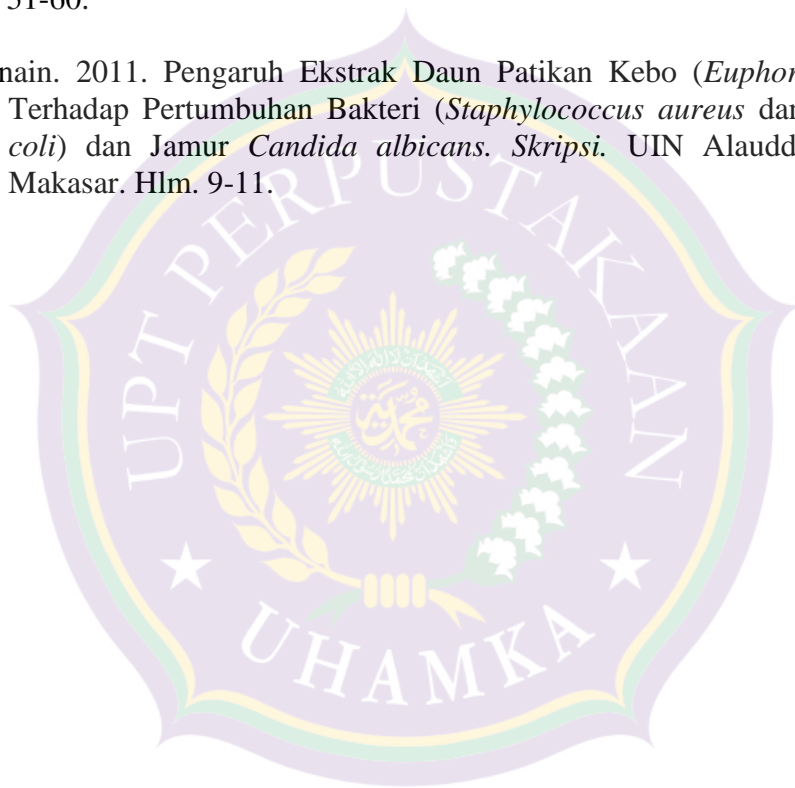 51-60.
nain. 2011. Pengaruh Ekstrak Daun Patikan Kebo (Euphor
Terhadap Pertumbuhan Bakteri (Staphylococcus aureus dar
coli) dan Jamur Candida albicans. Skripsi. UIN Alaudd
Makasar. Hlm. 9-11.
UPT PERPUSTAKAAN
UHAMKA